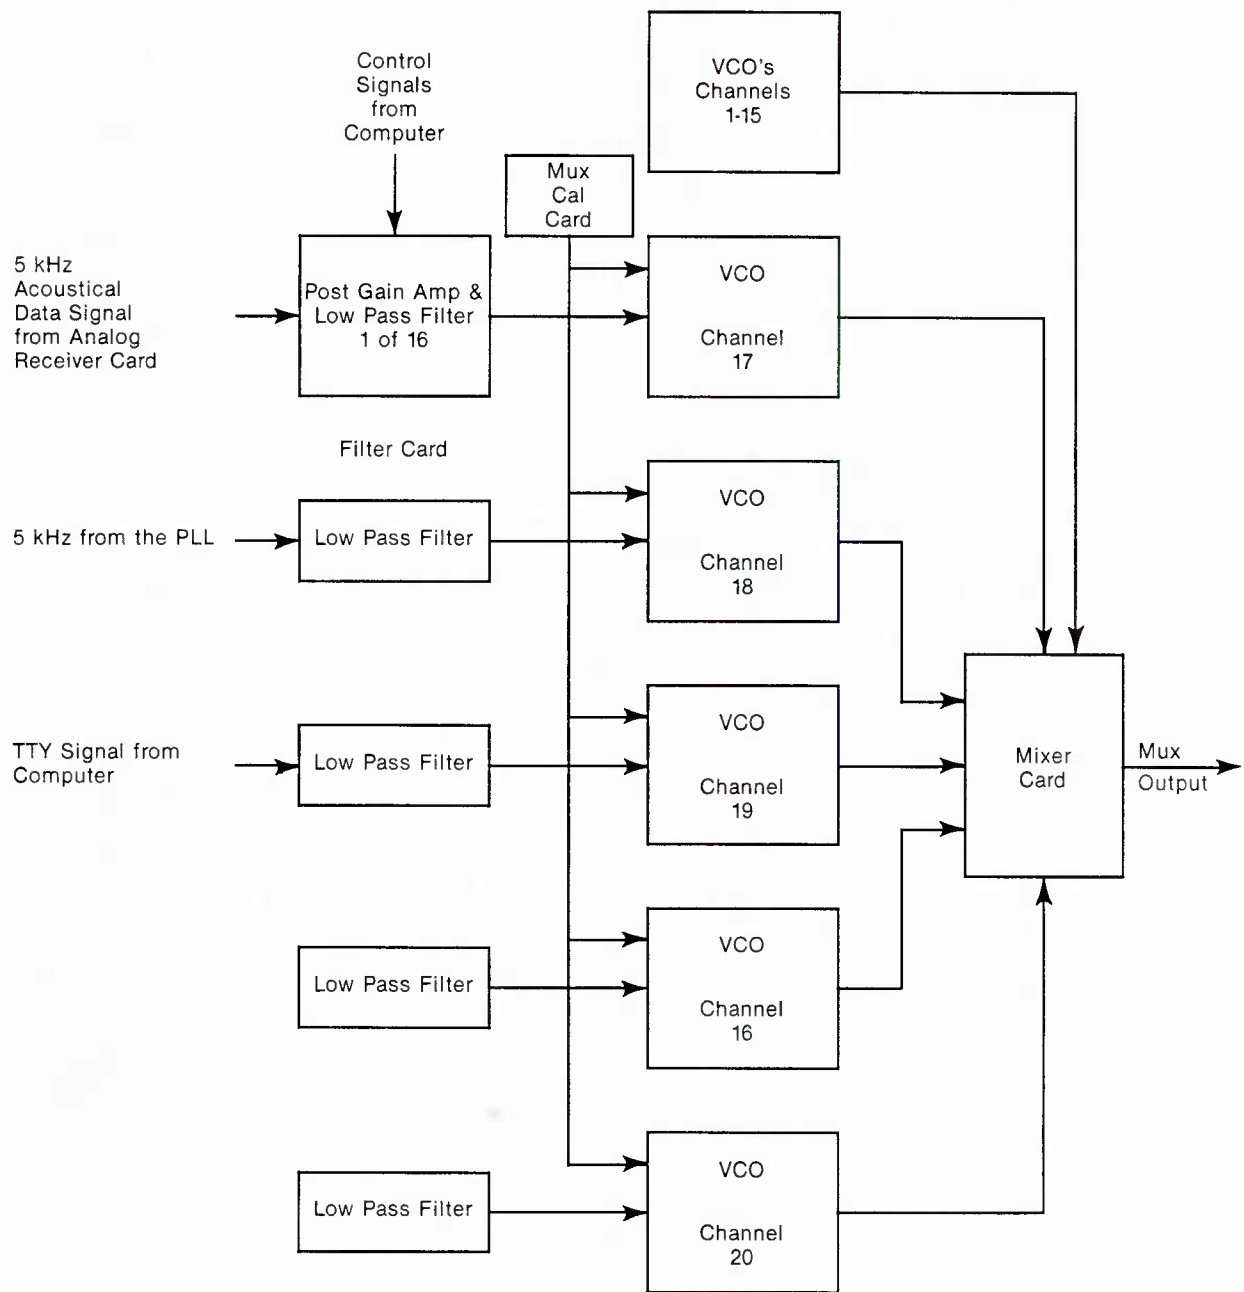 Control
Signals
from
Computer
VCO's
Channels
1-15
Mux
Cal
Card
5 kHz
Acoustical
Data Signal
from Analog
Receiver Card
Post Gain Amp &
Low Pass Filter
1 of 16
VCO
Channel
17
Filter Card
5 kHz from the PLL
Low Pass Filter
VCO
Channel
18
TTY Signal from
Computer
Low Pass Filter
VCO
Channel
19
Mixer
Card
Mux
Output
Low Pass Filter
VCO
Channel
16
Low Pass Filter
VCO
Channel
20